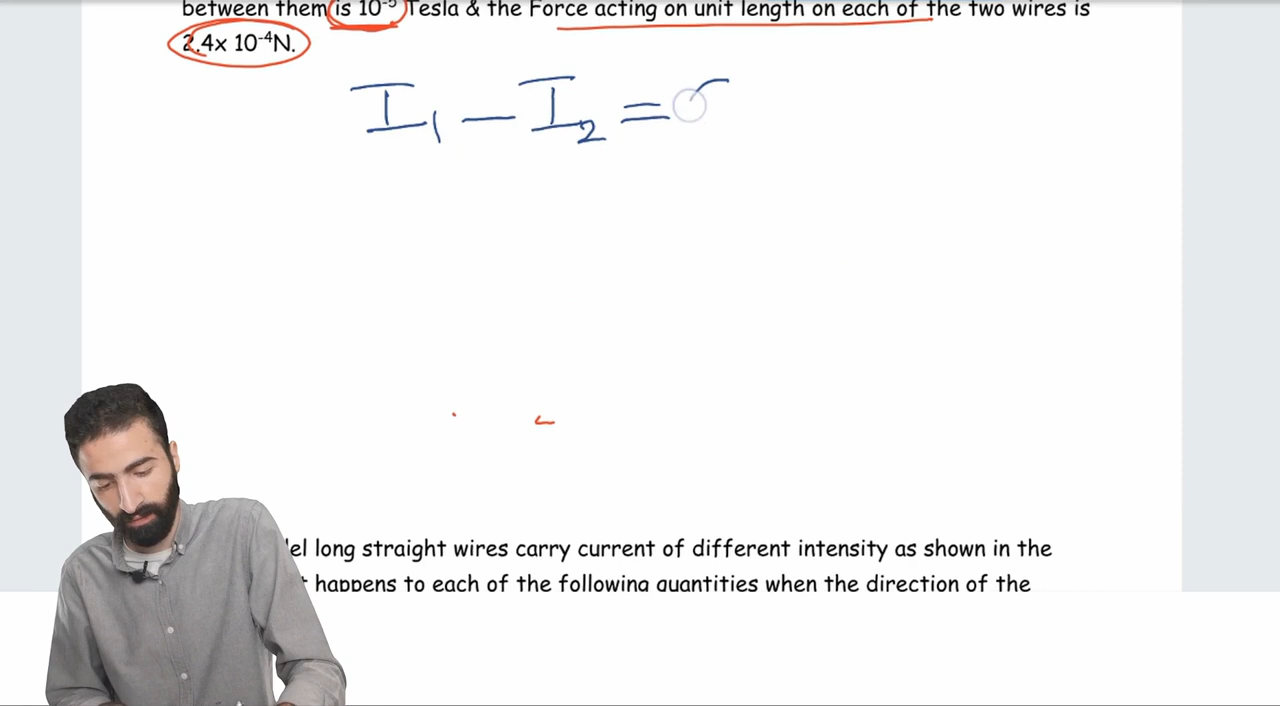 between them is 10⁻⁵ Tesla & the Force acting on unit length on each of the two wires is
2.4x 10⁻⁴N.
I₁ − I₂ =
lel long straight wires carry current of different intensity as shown in the
happens to each of the following quantities when the direction of the